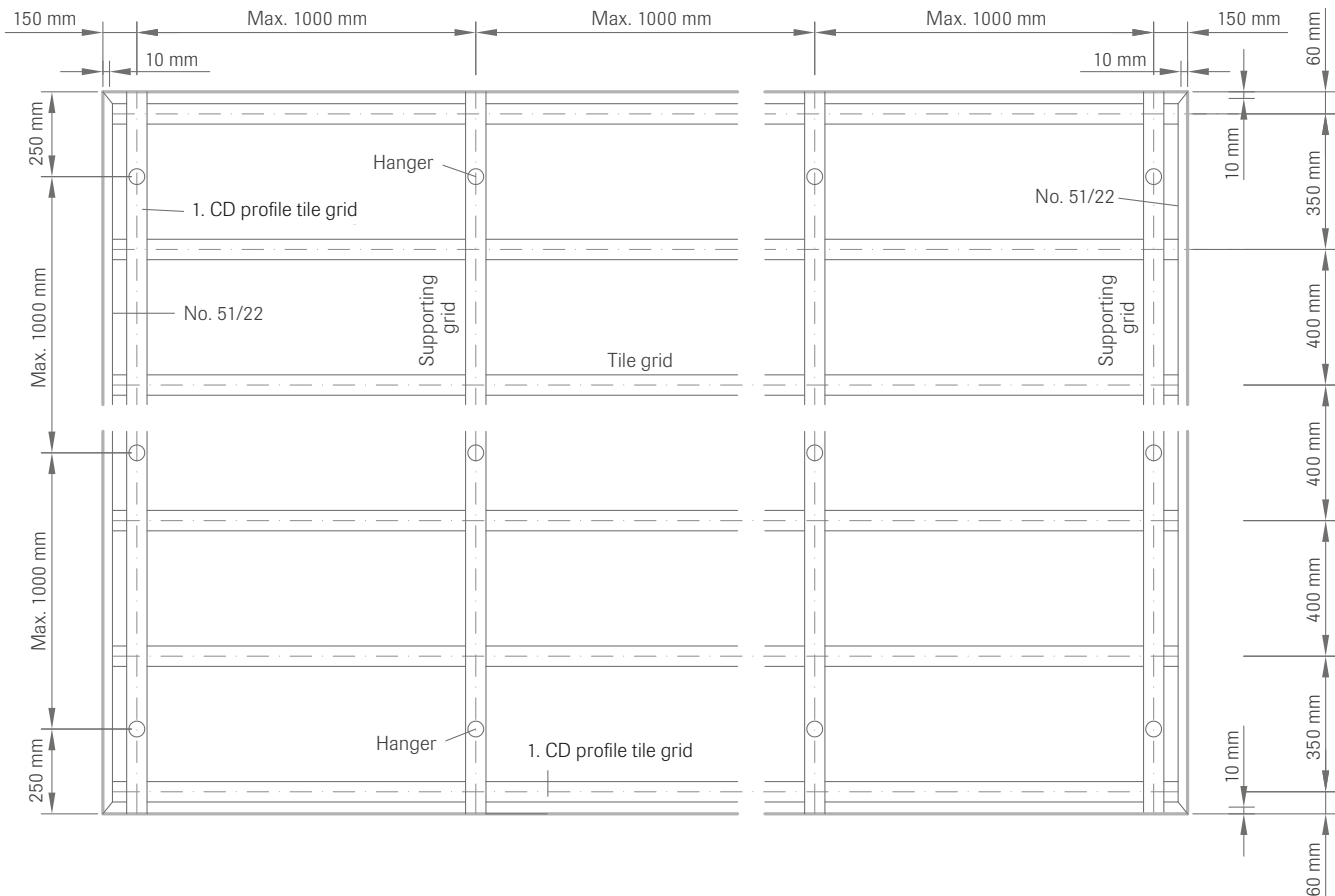 150 mm
Max. 1000 mm
Max. 1000 mm
Max. 1000 mm
150 mm
60 mm
10 mm
10 mm
250 mm
10 mm
350 mm
Hanger
No. 51/22
1. CD profile tile grid
Max. 1000 mm
No. 51/22
Supporting
grid
Supporting
grid
400 mm
Tile grid
400 mm
Max. 1000 mm
400 mm
Hanger
1. CD profile tile grid
250 mm
10 mm
350 mm
60 mm